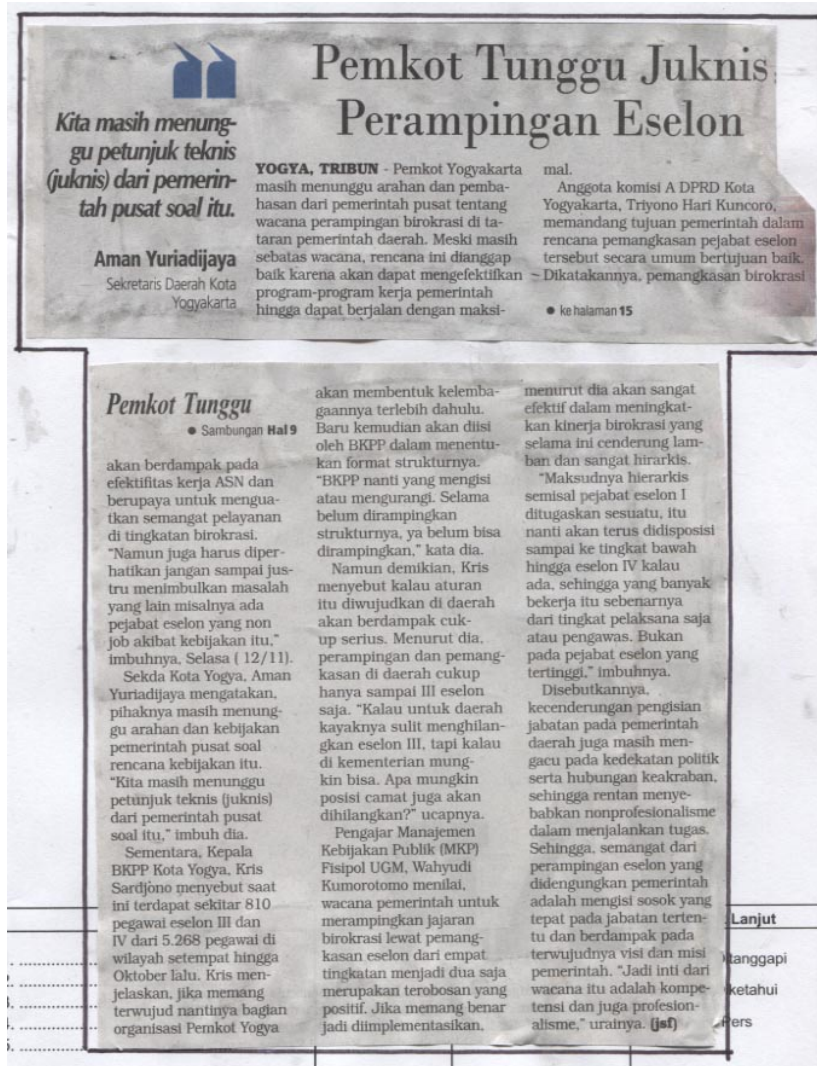 Pemkot Tunggu Juknis
Perampingan Eselon
Kita masih menung-
gu petunjuk teknis
(juknis) dari pemerin-
tah pusat soal itu.
Aman Yuriadijaya
Sekretaris Daerah Kota
Yogyakarta
YOGYA, TRIBUN - Pemkot Yogyakarta
masih menunggu arahan dan pemba-
hasan dari pemerintah pusat tentang
wacana perampingan birokrasi di ta-
taran pemerintah daerah. Meski masih
sebatas wacana, rencana ini dianggap
baik karena akan dapat mengefektifkan
program-program kerja pemerintah
hingga dapat berjalan dengan maksi-
mal.
Anggota komisi A DPRD Kota
Yogyakarta, Triyono Hari Kuncoro,
memandang tujuan pemerintah dalam
rencana pemangkasan pejabat eselon
tersebut secara umum bertujuan baik.
Dikatakannya, pemangkasan birokrasi
● ke halaman 15
Pemkot Tunggu
● Sambungan Hal 9
akan berdampak pada
efektifitas kerja ASN dan
berupaya untuk mengua-
tkan semangat pelayanan
di tingkatan birokrasi.
"Namun juga harus diper-
hatikan jangan sampai jus-
tru menimbulkan masalah
yang lain misalnya ada
pejabat eselon yang non
job akibat kebijakan itu,"
imbuhnya, Selasa ( 12/11).
Sekda Kota Yogya, Aman
Yuriadijaya mengatakan,
pihaknya masih menung-
gu arahan dan kebijakan
pemerintah pusat soal
rencana kebijakan itu.
"Kita masih menunggu
petunjuk teknis (juknis)
dari pemerintah pusat
soal itu," imbuh dia.
Sementara, Kepala
BKPP Kota Yogya, Kris
Sardjono menyebut saat
ini terdapat sekitar 810
pegawai eselon III dan
IV dari 5.268 pegawai di
wilayah setempat hingga
Oktober lalu. Kris men-
jelaskan, jika memang
terwujud nantinya bagian
organisasi Pemkot Yogya
akan membentuk kelemba-
gaannya terlebih dahulu.
Baru kemudian akan diisi
oleh BKPP dalam menentu-
kan format strukturnya.
"BKPP nanti yang mengisi
atau mengurangi. Selama
belum dirampingkan
strukturnya, ya belum bisa
dirampingkan," kata dia.
Namun demikian, Kris
menyebut kalau aturan
itu diwujudkan di daerah
akan berdampak cuk-
up serius. Menurut dia,
perampingan dan pemang-
kasan di daerah cukup
hanya sampai III eselon
saja. "Kalau untuk daerah
kayaknya sulit menghilan-
gkan eselon III, tapi kalau
di kementerian mung-
kin bisa. Apa mungkin
posisi camat juga akan
dihilangkan?" ucapnya.
Pengajar Manajemen
Kebijakan Publik (MKP)
Fisipol UGM, Wahyudi
Kumorotomo menilai,
wacana pemerintah untuk
merampingkan jajaran
birokrasi lewat pemang-
kasan eselon dari empat
tingkatan menjadi dua saja
merupakan terobosan yang
positif. Jika memang benar
jadi diimplementasikan,
menurut dia akan sangat
efektif dalam meningkat-
kan kinerja birokrasi yang
selama ini cenderung lam-
ban dan sangat hirarkis.
"Maksudnya hierarkis
semisal pejabat eselon I
ditugaskan sesuatu, itu
nanti akan terus didisposisi
sampai ke tingkat bawah
hingga eselon IV kalau
ada, sehingga yang banyak
bekerja itu sebenarnya
dari tingkat pelaksana saja
atau pengawas. Bukan
pada pejabat eselon yang
tertinggi," imbuhnya.
Disebutkannya,
kecenderungan pengisian
jabatan pada pemerintah
daerah juga masih men-
gacu pada kedekatan politik
serta hubungan keakraban,
sehingga rentan menye-
babkan nonprofesionalisme
dalam menjalankan tugas.
Sehingga, semangat dari
perampingan eselon yang
didengungkan pemerintah
adalah mengisi sosok yang
tepat pada jabatan terten-
tu dan berdampak pada
terwujudnya visi dan misi
pemerintah. "Jadi inti dari
wacana itu adalah kompe-
tensi dan juga profesion-
alisme," urainya. (jsf)
Lanjut
tanggapi
ketahui
Pers